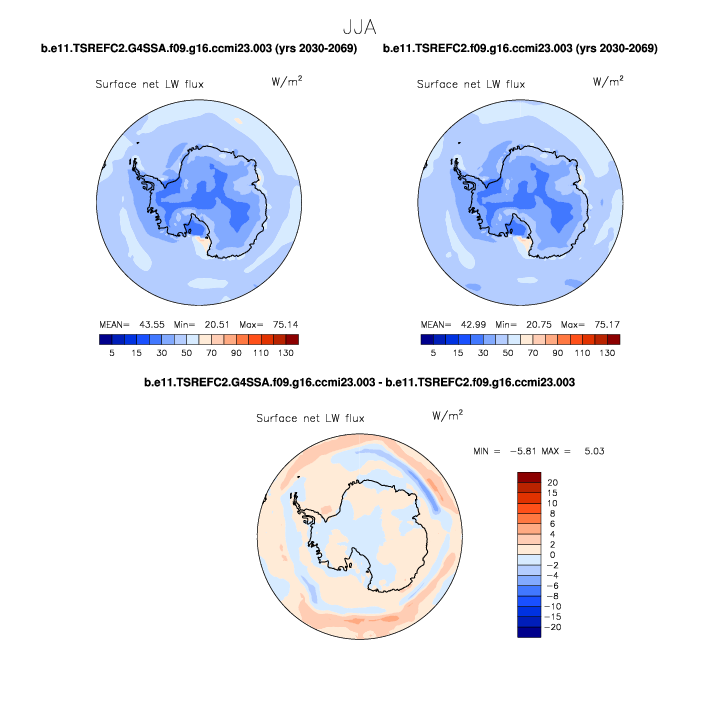 JJA
b.e11.TSREFC2.G4SSA.f09.g16.ccmi23.003 (yrs 2030-2069) b.e11.TSREFC2.f09.g16.ccmi23.003 (yrs 2030-2069)
Surface net LW flux W/m² Surface net LW flux W/m²
MEAN= 43.55 Min= 20.51 Max= 75.14 MEAN= 42.99 Min= 20.75 Max= 75.17
5 15 30 50 70 90 110 130 5 15 30 50 70 90 110 130
b.e11.TSREFC2.G4SSA.f09.g16.ccmi23.003 - b.e11.TSREFC2.f09.g16.ccmi23.003
Surface net LW flux W/m²
MIN = -5.81 MAX = 5.03
20
15
10
8
6
4
2
0
-2
-4
-6
-8
-10
-15
-20